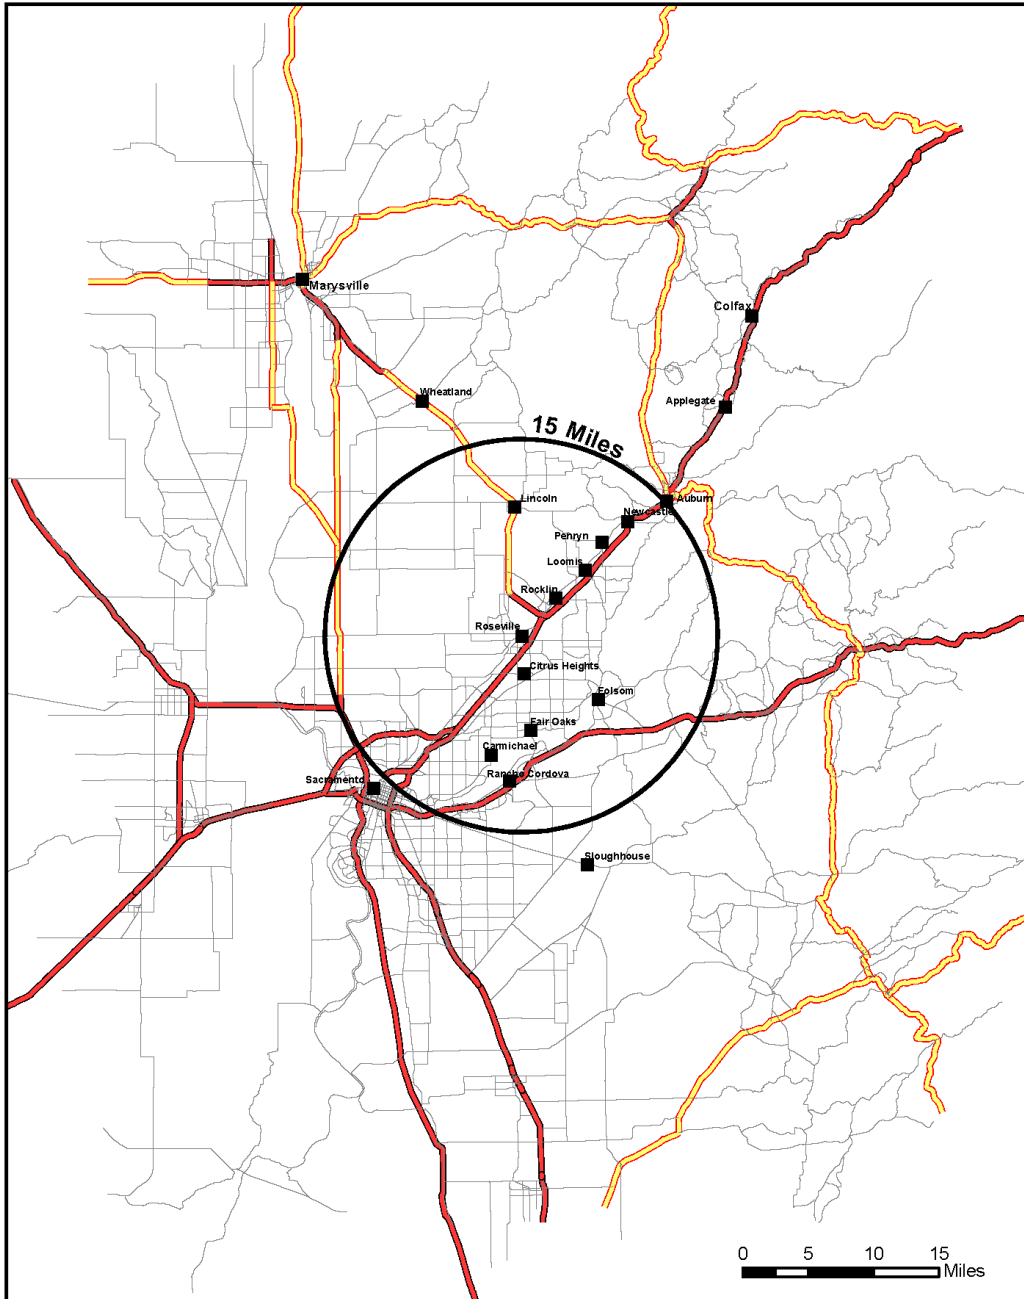 Marysville
Colfax
Wheatland
Applegate
15 Miles
Lincoln
Auburn
Newcastle
Penryn
Loomis
Rocklin
Roseville
Citrus Heights
Folsom
Fair Oaks
Carmichael
Rancho Cordova
Sacramento
Sloughhouse
0 5 10 15
Miles